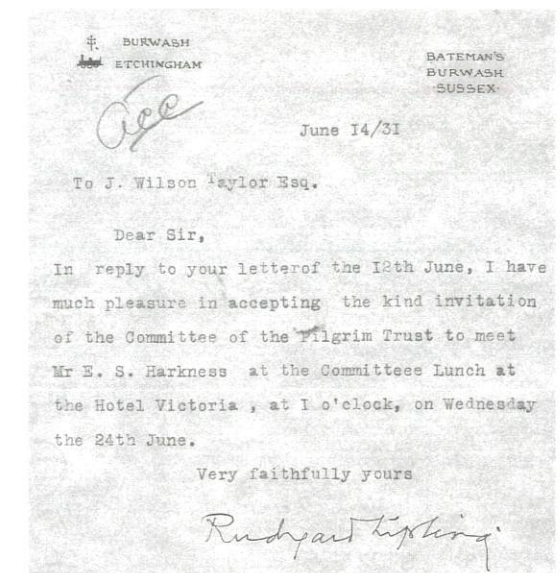 BURWASH
ETCHINGHAM
BATEMAN'S
BURWASH
·SUSSEX·
acc
June I4/3I
To J. Wilson Taylor Esq.
Dear Sir,
In reply to your letterof the I2th June, I have
much pleasure in accepting the kind invitation
of the Committee of the Pilgrim Trust to meet
Mr E. S. Harkness at the Committeee Lunch at
the Hotel Victoria , at I o'clock, on Wednesday
the 24th June.
Very faithfully yours
Rudyard Kipling